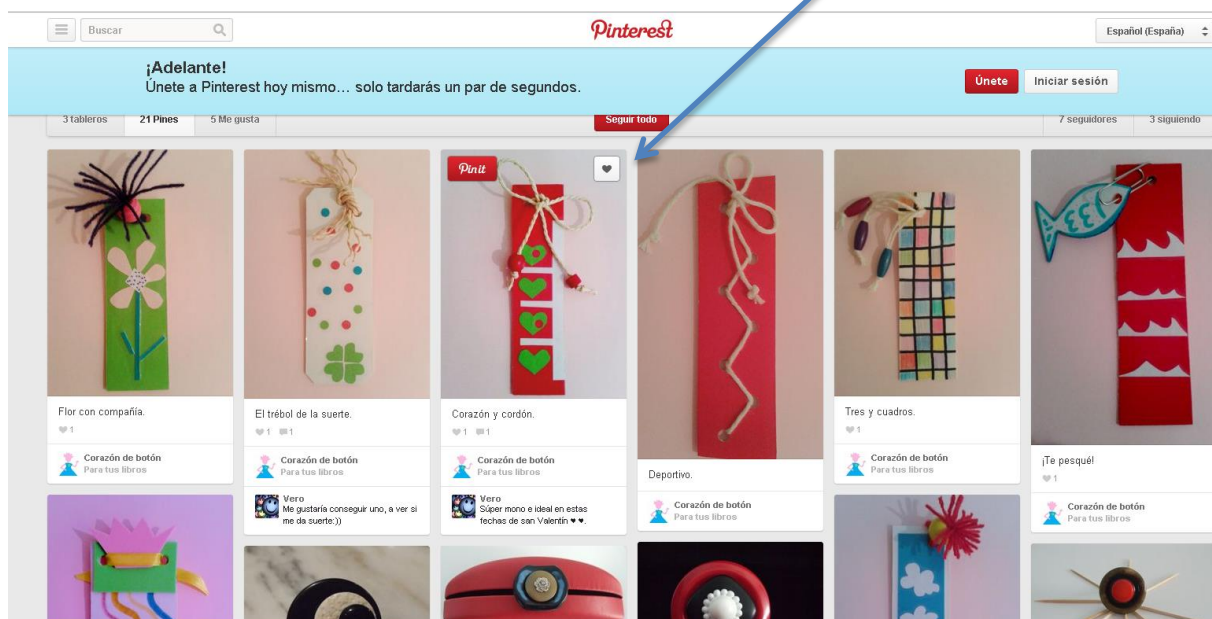 Buscar
Pinterest
Español (España)
¡Adelante!
Únete a Pinterest hoy mismo… solo tardarás un par de segundos.
Únete
Iniciar sesión
3 tableros
21 Pines
5 Me gusta
Seguir todo
7 seguidores
3 siguiendo
Pin it
Flor con compañía.
1
Corazón de botón
Para tus libros
El trébol de la suerte.
1 1
Corazón de botón
Para tus libros
Vero
Me gustaría conseguir uno, a ver si
me da suerte:))
Corazón y cordón.
1 1
Corazón de botón
Para tus libros
Vero
Súper mono e ideal en estas
fechas de san Valentín ♥ ♥.
Deportivo.
Corazón de botón
Para tus libros
Tres y cuadros.
1
Corazón de botón
Para tus libros
¡Te pesqué!
1
Corazón de botón
Para tus libros